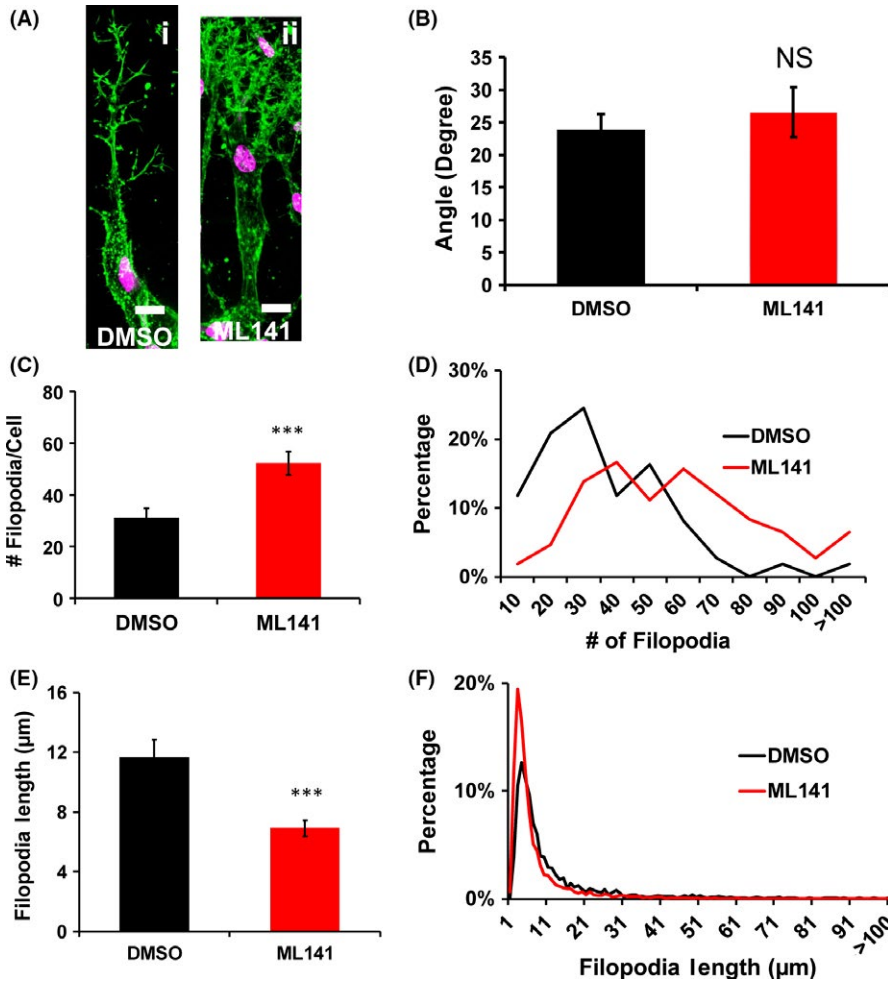 (A)
i
ii
DMSO
ML141
(B)
NS
Angle (Degree)
40
35
30
25
20
15
10
5
0
DMSO
ML141
(C)
# Filopodia/Cell
80
60
40
20
0
***
DMSO
ML141
(D)
Percentage
30%
20%
10%
0%
DMSO
ML141
10 20 30 40 50 60 70 80 90 100 >100
# of Filopodia
(E)
Filopodia length (µm)
16
12
8
4
0
***
DMSO
ML141
(F)
Percentage
20%
10%
0%
DMSO
ML141
1 11 21 31 41 51 61 71 81 91 >100
Filopodia length (µm)